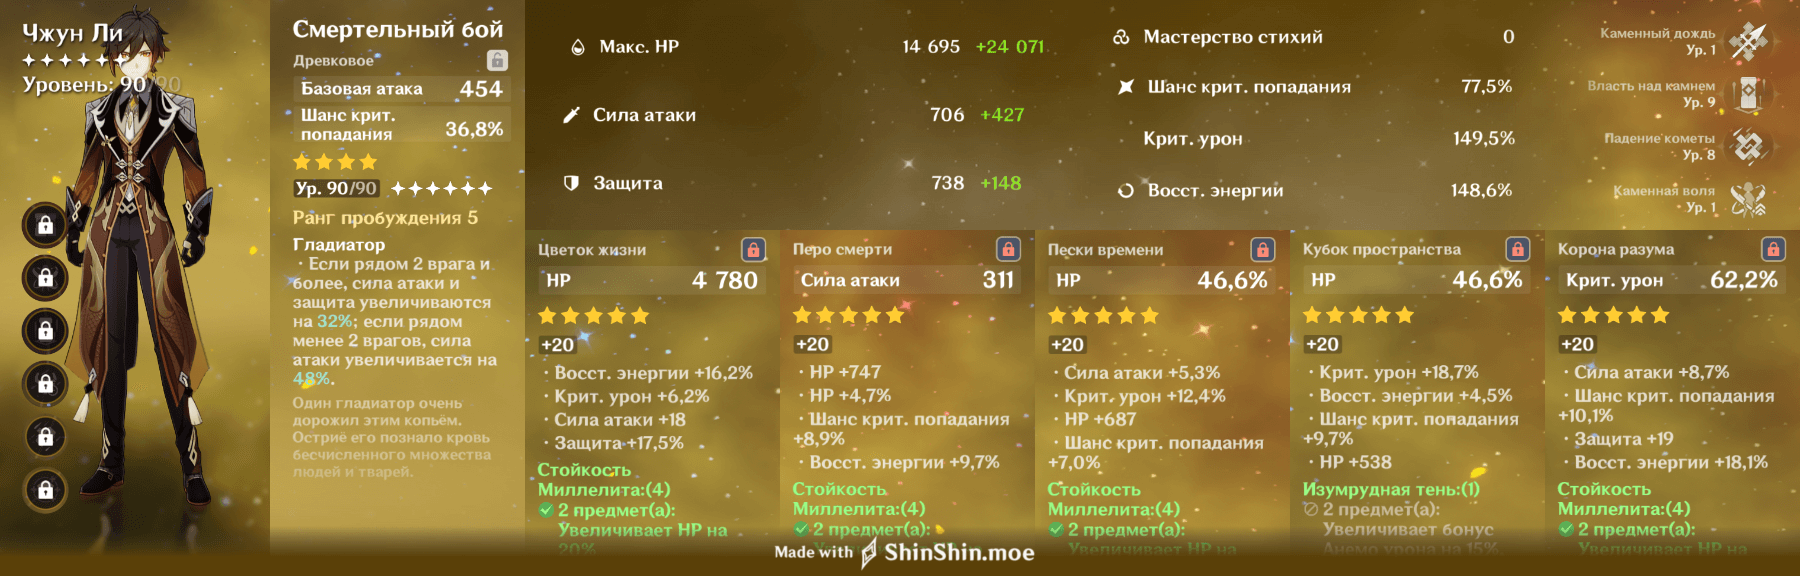 Чжун Ли
Уровень: 90/90
Смертельный бой
Древковое
Базовая атака 454
Шанс крит.
попадания 36,8%
Ур. 90/90
Ранг пробуждения 5
Гладиатор
· Если рядом 2 врага и
более, сила атаки и
защита увеличиваются
на 32%; если рядом
менее 2 врагов, сила
атаки увеличивается на
48%.
Один гладиатор очень
дорожил этим копьём.
Остриё его познало кровь
бесчисленного множества
людей и тварей.
Макс. HP 14 695 +24 071
Сила атаки 706 +427
Защита 738 +148
Мастерство стихий 0
Шанс крит. попадания 77,5%
Крит. урон 149,5%
Восст. энергии 148,6%
Каменный дождь
Ур. 1
Власть над камнем
Ур. 9
Падение кометы
Ур. 8
Каменная воля
Ур. 1
Цветок жизни
HP 4 780
+20
· Восст. энергии +16,2%
· Крит. урон +6,2%
· Сила атаки +18
· Защита +17,5%
Стойкость
Миллелита:(4)
2 предмет(а):
Увеличивает HP на
20%
Перо смерти
Сила атаки 311
+20
· HP +747
· HP +4,7%
· Шанс крит. попадания
+8,9%
· Восст. энергии +9,7%
Стойкость
Миллелита:(4)
2 предмет(а):
Пески времени
HP 46,6%
+20
· Сила атаки +5,3%
· Крит. урон +12,4%
· HP +687
· Шанс крит. попадания
+7,0%
Стойкость
Миллелита:(4)
2 предмет(а):
Увеличивает HP на
Кубок пространства
HP 46,6%
+20
· Крит. урон +18,7%
· Восст. энергии +4,5%
· Шанс крит. попадания
+9,7%
· HP +538
Изумрудная тень:(1)
2 предмет(а):
Увеличивает бонус
Анемо урона на 15%.
Корона разума
Крит. урон 62,2%
+20
· Сила атаки +8,7%
· Шанс крит. попадания
+10,1%
· Защита +19
· Восст. энергии +18,1%
Стойкость
Миллелита:(4)
2 предмет(а):
Увеличивает HP на
Made with ShinShin.moe